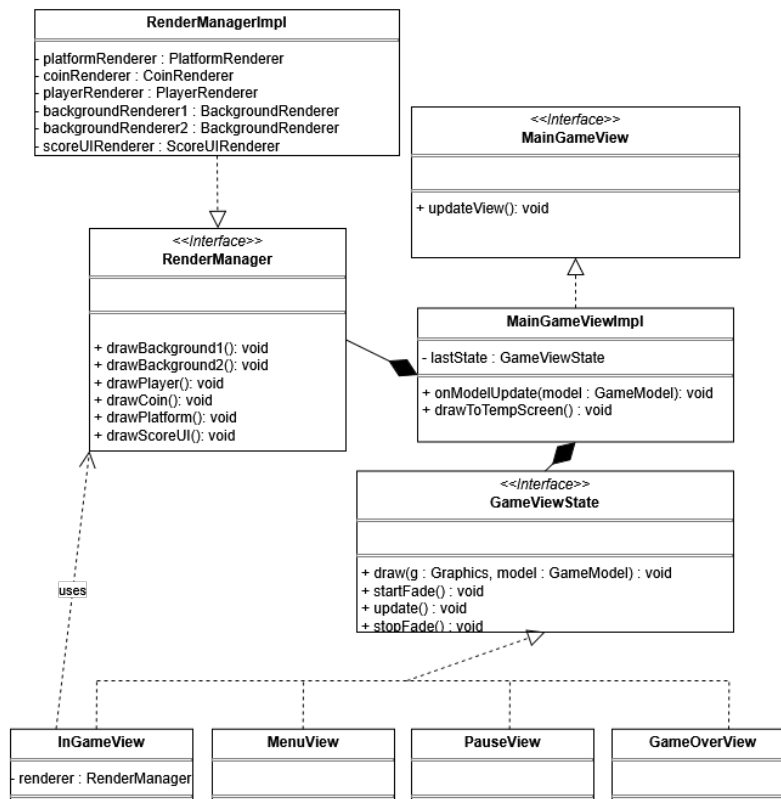 RenderManagerImpl
- platformRenderer : PlatformRenderer
- coinRenderer : CoinRenderer
- playerRenderer : PlayerRenderer
- backgroundRenderer1 : BackgroundRenderer
- backgroundRenderer2 : BackgroundRenderer
- scoreUIRenderer : ScoreUIRenderer
<<Interface>>
MainGameView
+ updateView(): void
<<Interface>>
RenderManager
+ drawBackground1(): void
+ drawBackground2(): void
+ drawPlayer(): void
+ drawCoin(): void
+ drawPlatform(): void
+ drawScoreUI(): void
MainGameViewImpl
- lastState : GameViewState
+ onModelUpdate(model : GameModel): void
+ drawToTempScreen() : void
<<Interface>>
GameViewState
+ draw(g : Graphics, model : GameModel) : void
+ startFade() : void
+ update() : void
+ stopFade() : void
uses
InGameView
- renderer : RenderManager
MenuView
PauseView
GameOverView